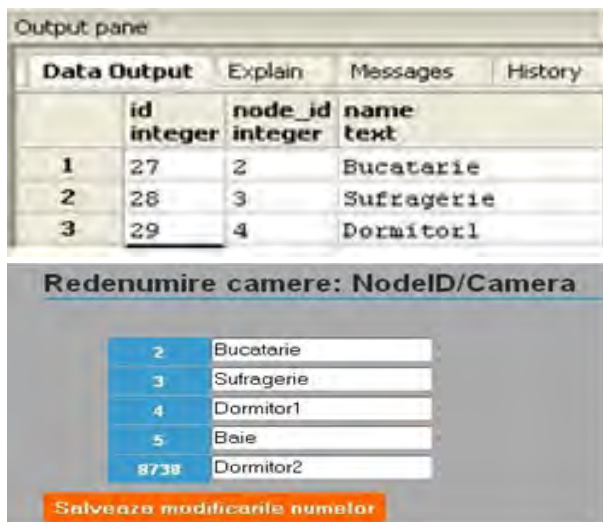 Output pane
Data Output Explain Messages History
id node_id name
integer integer text
1 27 2 Bucatarie
2 28 3 Sufragerie
3 29 4 Dormitor1
Redenumire camere: NodeID/Camera
2 Bucatarie
3 Sufragerie
4 Dormitor1
5 Baie
8738 Dormitor2
Salveaza modificarile numelor